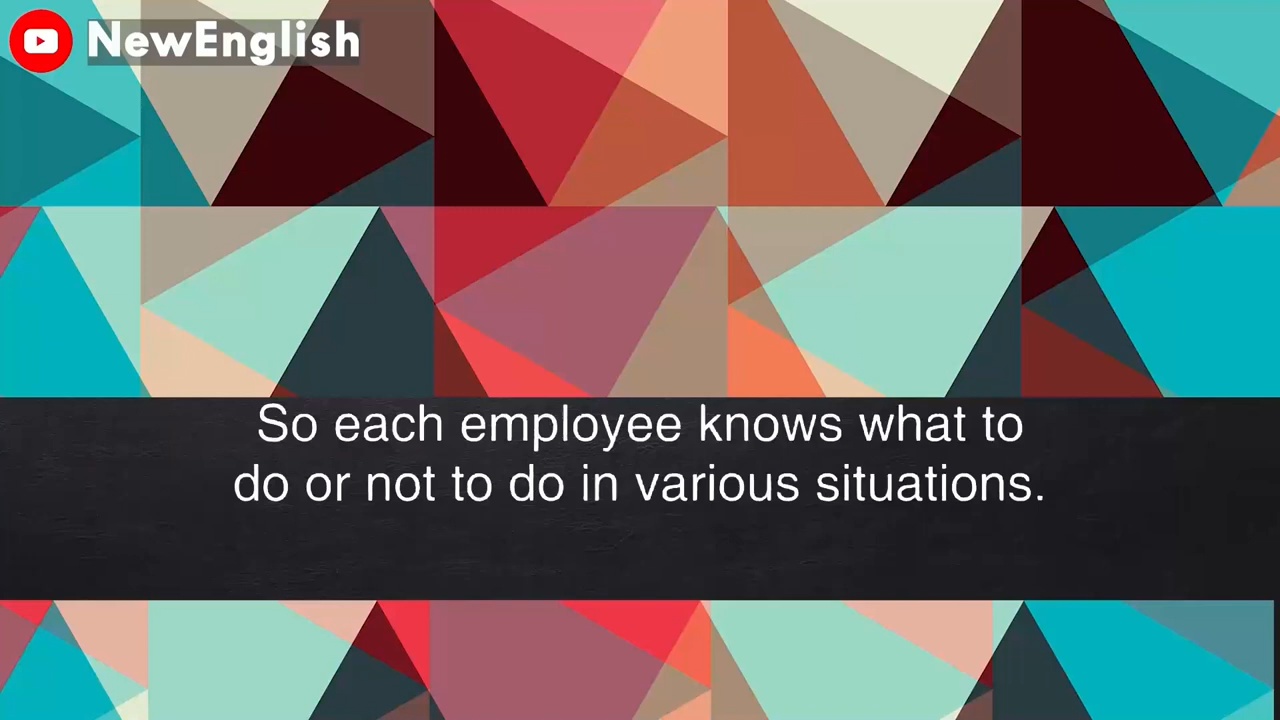 NewEnglish
So each employee knows what to
do or not to do in various situations.